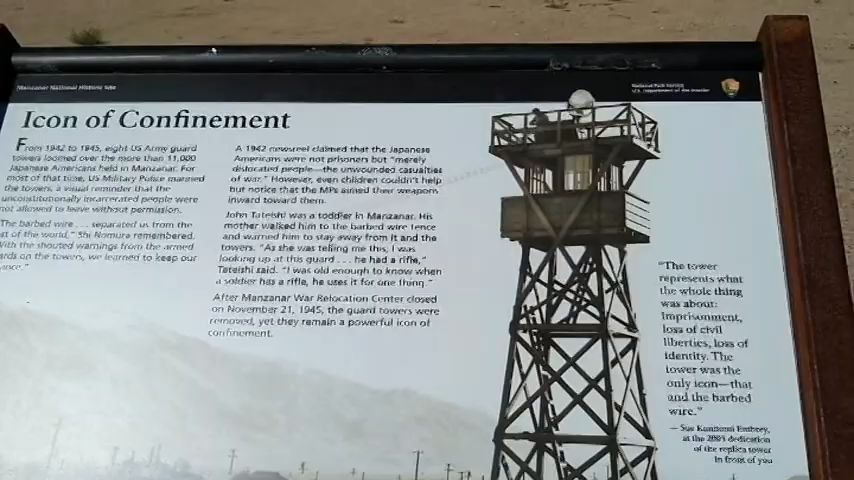 Manzanar National Historic Site
National Park Service
U.S. Department of the Interior
Icon of Confinement
From 1942 to 1945, eight US Army guard
towers loomed over the more than 11,000
Japanese Americans held in Manzanar. For
most of that time, US Military Police manned
the towers, a visual reminder that the
unconstitutionally incarcerated people were
not allowed to leave without permission.
"The barbed wire . . . separated us from the
rest of the world," Shi Nomura remembered.
"With the shouted warnings from the armed
guards on the towers, we learned to keep our
A 1942 newsreel claimed that the Japanese
Americans were not prisoners but "merely
dislocated people—the unwounded casualties
of war." However, even children couldn't help
but notice that the MPs aimed their weapons
inward toward them.
John Tateishi was a toddler in Manzanar. His
mother walked him to the barbed wire fence
and warned him to stay away from it and the
towers. "As she was telling me this, I was
looking up at this guard . . . he had a rifle,"
Tateishi said. "I was old enough to know when
a soldier has a rifle, he uses it for one thing."
After Manzanar War Relocation Center closed
on November 21, 1945, the guard towers were
removed, yet they remain a powerful icon of
confinement.
"The tower
represents what
the whole thing
was about:
imprisonment,
loss of civil
liberties, loss of
identity. The
tower was the
only icon—that
and the barbed
wire."
— Sue Kunitomi Embrey,
at the 2005 dedication
of the replica tower
in front of you